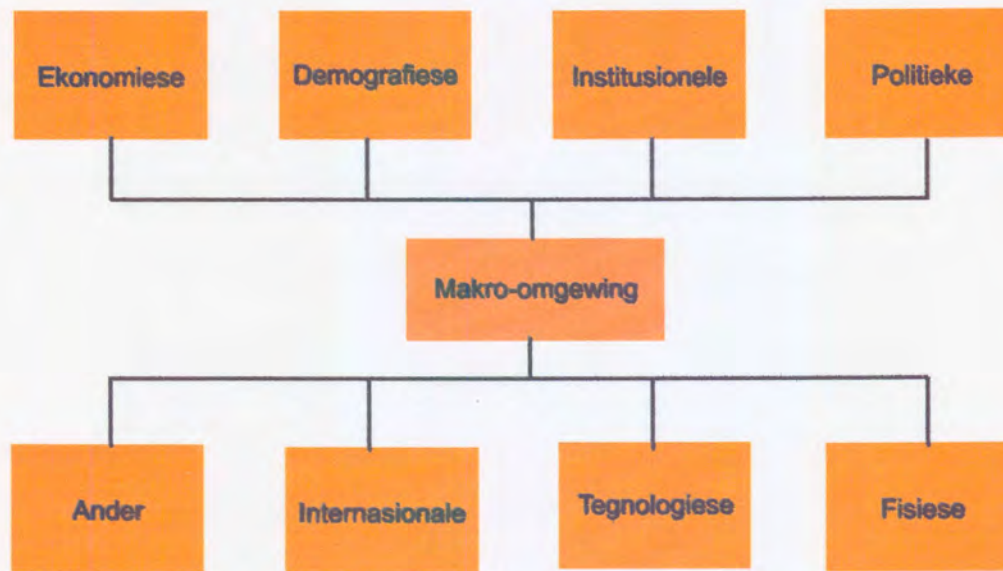 Ekonomiese
Demografiese
Institusionele
Politieke
Makro-omgewing
Ander
Internasionale
Tegnologiese
Fisiese